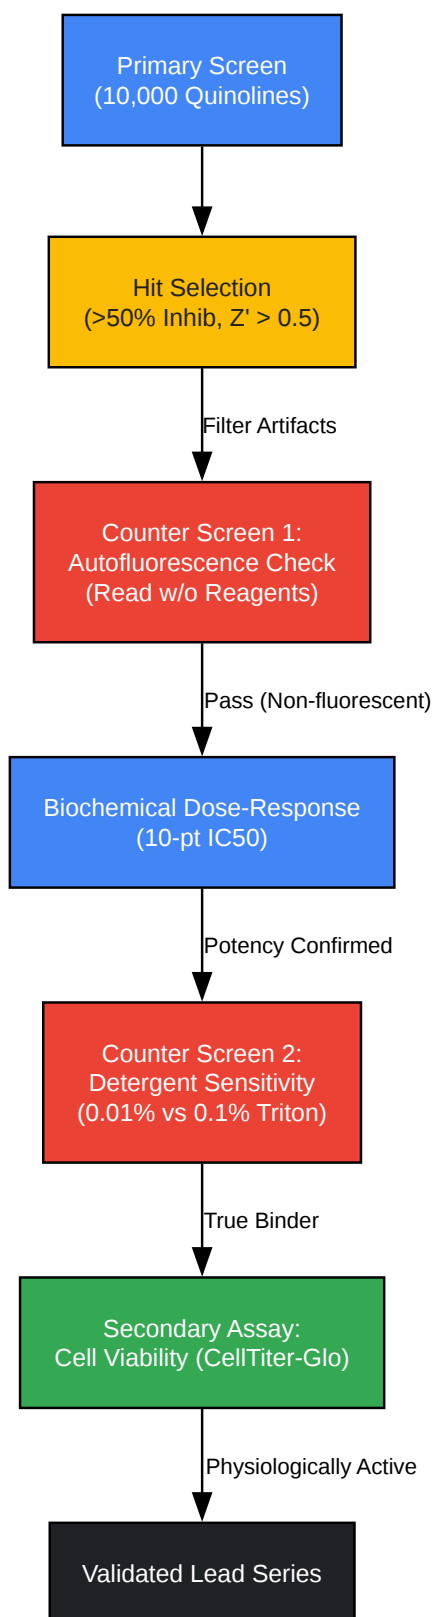 Primary Screen
(10,000 Quinolines)
Hit Selection
(>50% Inhib, Z' > 0.5)
Filter Artifacts
Counter Screen 1:
Autofluorescence Check
(Read w/o Reagents)
Pass (Non-fluorescent)
Biochemical Dose-Response
(10-pt IC50)
Potency Confirmed
Counter Screen 2:
Detergent Sensitivity
(0.01% vs 0.1% Triton)
True Binder
Secondary Assay:
Cell Viability (CellTiter-Glo)
Physiologically Active
Validated Lead Series